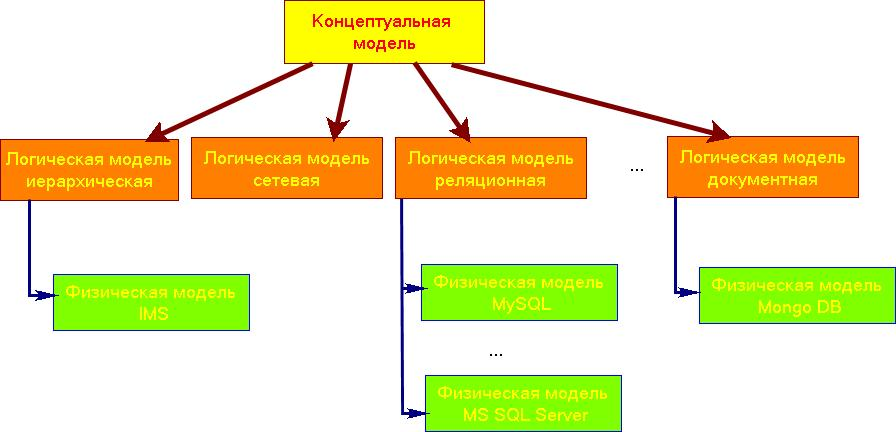 Концептуальная
модель
Логическая модель
иерархическая
Логическая модель
сетевая
Логическая модель
реляционная
...
Логическая модель
документная
Физическая модель
IMS
Физическая модель
MySQL
Физическая модель
Mongo DB
...
Физическая модель
MS SQL Server